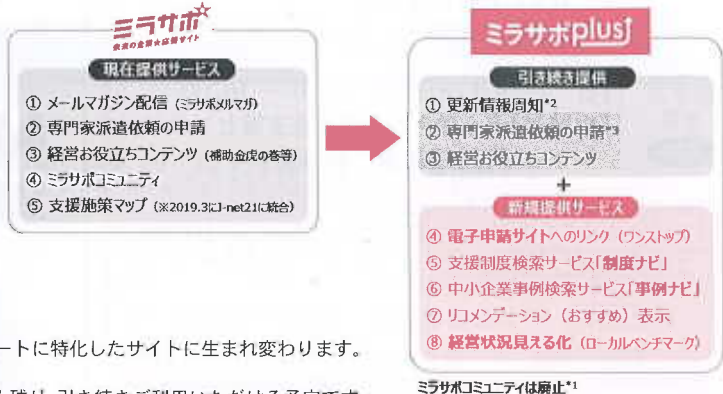 ミラサポ
未来の企業★応援サイト
現在提供サービス
① メールマガジン配信 (ミラサポメルマガ)
② 専門家派遣依頼の申請
③ 経営お役立ちコンテンツ (補助金虎の巻等)
④ ミラサポコミュニティ
⑤ 支援施策マップ (※2019.3にJ-net21に統合)
ミラサポplus
引き続き提供
① 更新情報周知*2
② 専門家派遣依頼の申請*3
③ 経営お役立ちコンテンツ
+
新規提供サービス
④ 電子申請サイトへのリンク (ワンストップ)
⑤ 支援制度検索サービス「制度ナビ」
⑥ 中小企業事例検索サービス「事例ナビ」
⑦ リコメンデーション (おすすめ) 表示
⑧ 経営状況見える化 (ローカルベンチマーク)
ミラサポコミュニティは廃止*1
ートに特化したサイトに生まれ変わります。